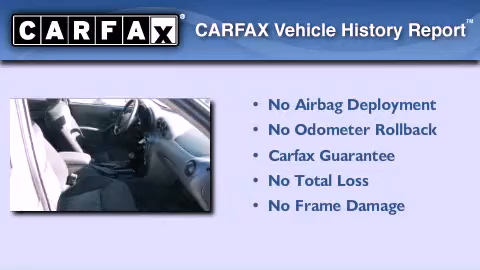 CARFAX® CARFAX Vehicle History Report™
• No Airbag Deployment
• No Odometer Rollback
• Carfax Guarantee
• No Total Loss
• No Frame Damage